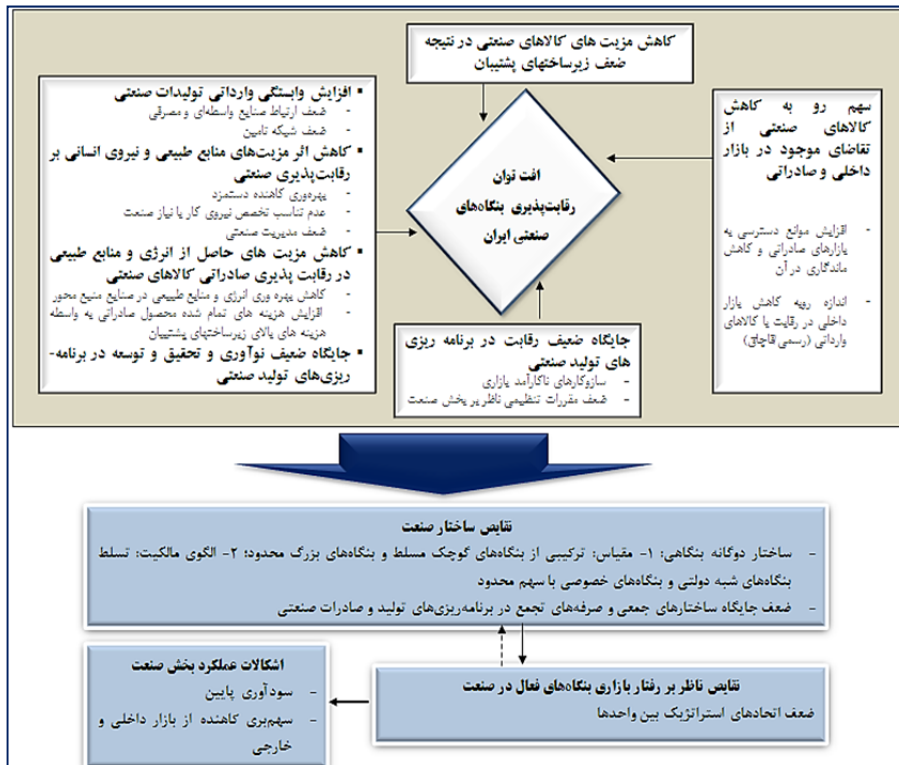 کاهش مزیت های کالاهای صنعتی در نتیجه
ضعف زیرساختهای پشتیبان
سهم رو به کاهش
کالاهای صنعتی از
تقاضای موجود در بازار
داخلی و صادراتی
- افزایش موانع دسترسی به
بازارهای صادراتی و کاهش
ماندگاری در آن
- اندازه روبه کاهش بازار
داخلی در رقابت با کالاهای
وارداتی (رسمی قاچاق)
افت توان
رقابت‌پذیری بنگاه‌های
صنعتی ایران
▪ افزایش وابستگی وارداتی تولیدات صنعتی
- ضعف ارتباط صنایع واسطه‌ای و مصرفی
- ضعف شبکه تامین
▪ کاهش اثر مزیت‌های منابع طبیعی و نیروی انسانی بر
رقابت‌پذیری صنعتی
- بهره‌وری کاهنده دستمزد
- عدم تناسب تخصص نیروی کار با نیاز صنعت
- ضعف مدیریت صنعتی
▪ کاهش مزیت های حاصل از انرژی و منابع طبیعی
در رقابت پذیری صادراتی کالاهای صنعتی
- کاهش بهره وری انرژی و منابع طبیعی در صنایع منبع محور
- افزایش هزینه های تمام شده محصول صادراتی به واسطه
هزینه های بالای زیرساختهای پشتیبان
▪ جایگاه ضعیف نوآوری و تحقیق و توسعه در برنامه-
ریزی‌های تولید صنعتی
جایگاه ضعیف رقابت در برنامه ریزی
های تولید صنعتی
- سازوکارهای ناکارآمد بازاری
- ضعف مقررات تنظیمی ناظر بر بخش صنعت
نقایص ساختار صنعت
- ساختار دوگانه بنگاهی: ۱- مقیاس: ترکیبی از بنگاه‌های کوچک مسلط و بنگاه‌های بزرگ محدود؛ ۲- الگوی مالکیت: تسلط
بنگاه‌های شبه دولتی و بنگاه‌های خصوصی با سهم محدود
- ضعف جایگاه ساختارهای جمعی و صرفه‌های تجمع در برنامه‌ریزی‌های تولید و صادرات صنعتی
نقایص ناظر بر رفتار بازاری بنگاه‌های فعال در صنعت
ضعف اتحادهای استراتژیک بین واحدها
اشکالات عملکرد بخش صنعت
- سودآوری پایین
- سهم‌بری کاهنده از بازار داخلی و
خارجی